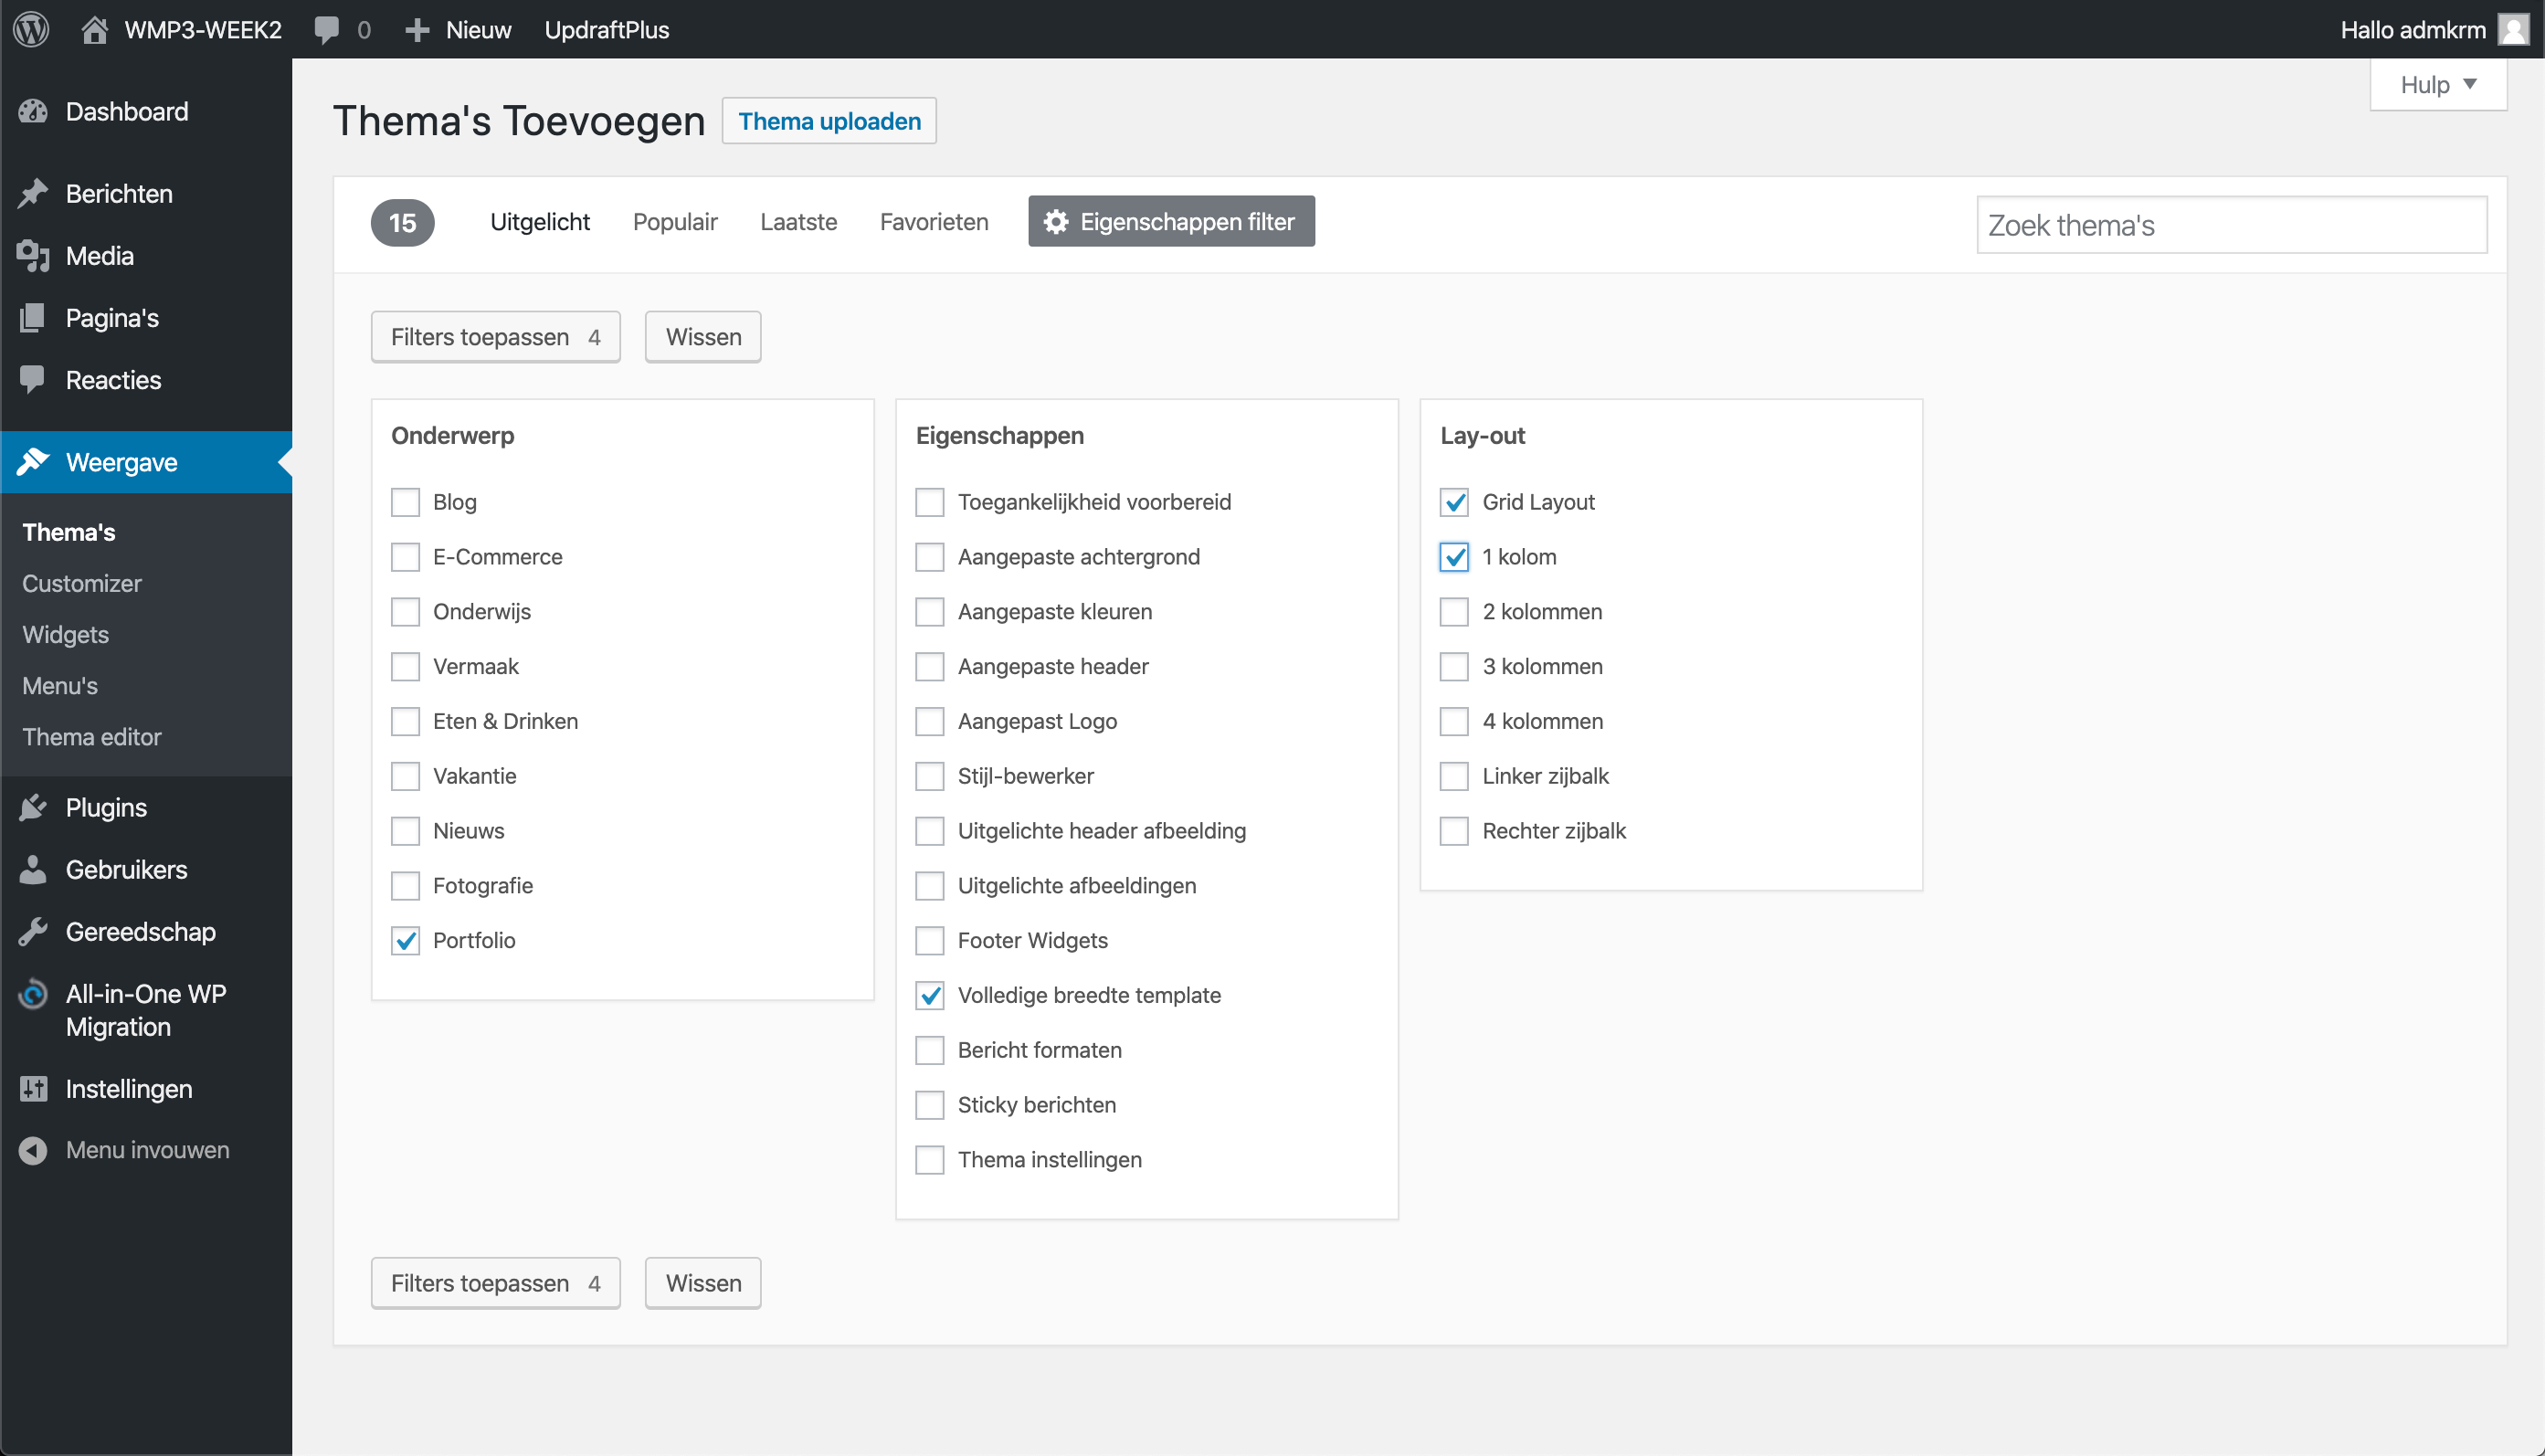 WMP3-WEEK2 0 Nieuw UpdraftPlus Hallo admkrm
Dashboard
Berichten
Media
Pagina's
Reacties
Weergave
Thema's
Customizer
Widgets
Menu's
Thema editor
Plugins
Gebruikers
Gereedschap
All-in-One WP
Migration
Instellingen
Menu invouwen
Hulp
Thema's Toevoegen Thema uploaden
15 Uitgelicht Populair Laatste Favorieten Eigenschappen filter Zoek thema's
Filters toepassen 4 Wissen
Onderwerp
Blog
E-Commerce
Onderwijs
Vermaak
Eten & Drinken
Vakantie
Nieuws
Fotografie
Portfolio
Eigenschappen
Toegankelijkheid voorbereid
Aangepaste achtergrond
Aangepaste kleuren
Aangepaste header
Aangepast Logo
Stijl-bewerker
Uitgelichte header afbeelding
Uitgelichte afbeeldingen
Footer Widgets
Volledige breedte template
Bericht formaten
Sticky berichten
Thema instellingen
Lay-out
Grid Layout
1 kolom
2 kolommen
3 kolommen
4 kolommen
Linker zijbalk
Rechter zijbalk
Filters toepassen 4 Wissen